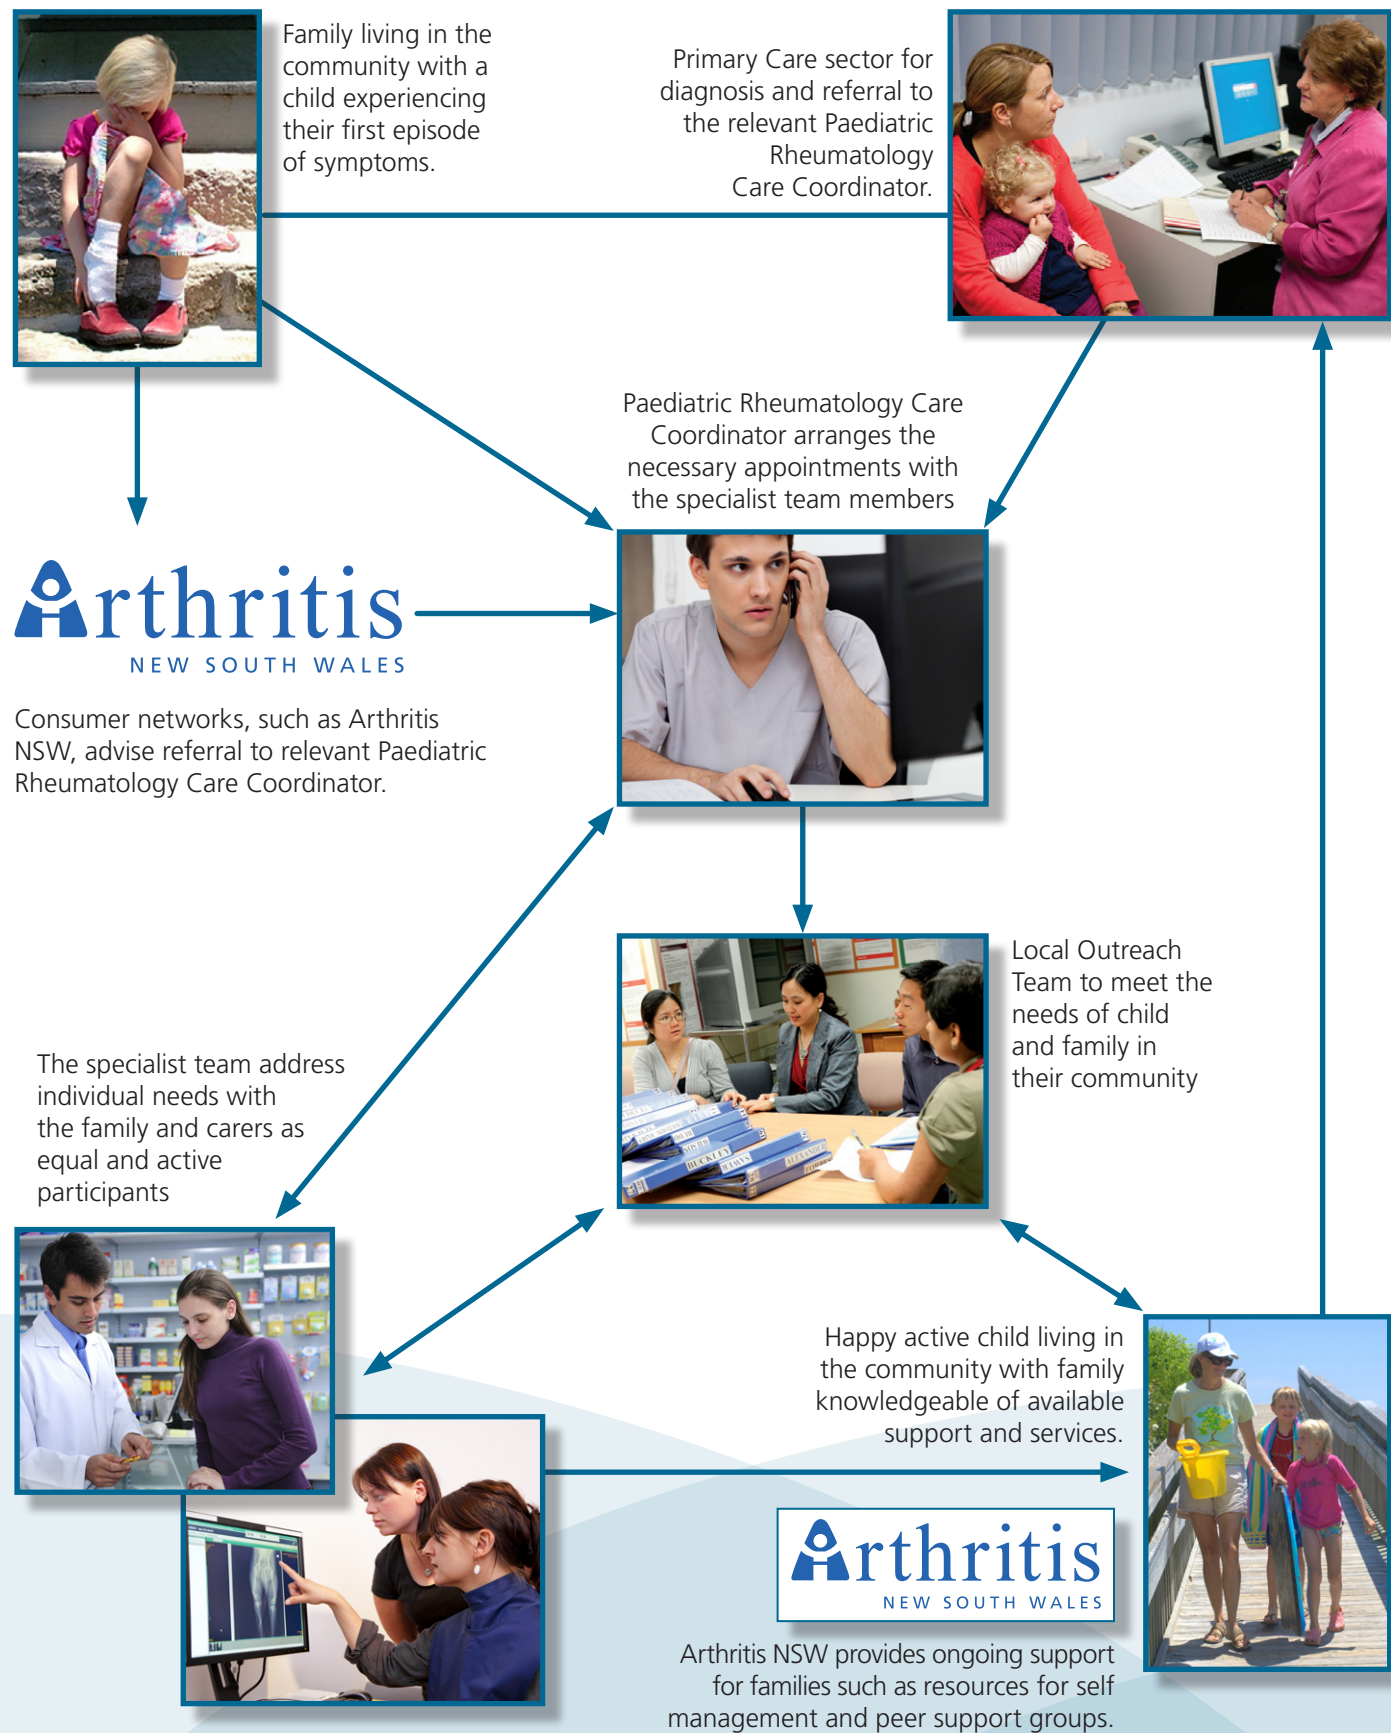 Family living in the
community with a
child experiencing
their first episode
of symptoms.
Primary Care sector for
diagnosis and referral to
the relevant Paediatric
Rheumatology
Care Coordinator.
Paediatric Rheumatology Care
Coordinator arranges the
necessary appointments with
the specialist team members
Arthritis
NEW SOUTH WALES
Consumer networks, such as Arthritis
NSW, advise referral to relevant Paediatric
Rheumatology Care Coordinator.
Local Outreach
Team to meet the
needs of child
and family in
their community
BUCKLEY
SAWYER
ALEXANDER
The specialist team address
individual needs with
the family and carers as
equal and active
participants
Happy active child living in
the community with family
knowledgeable of available
support and services.
Arthritis
NEW SOUTH WALES
Arthritis NSW provides ongoing support
for families such as resources for self
management and peer support groups.